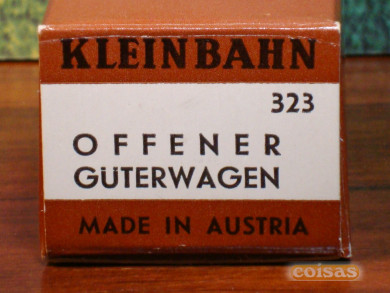 KLEINBAHN
323
OFFENER
GÜTERWAGEN
MADE IN AUSTRIA
coisas